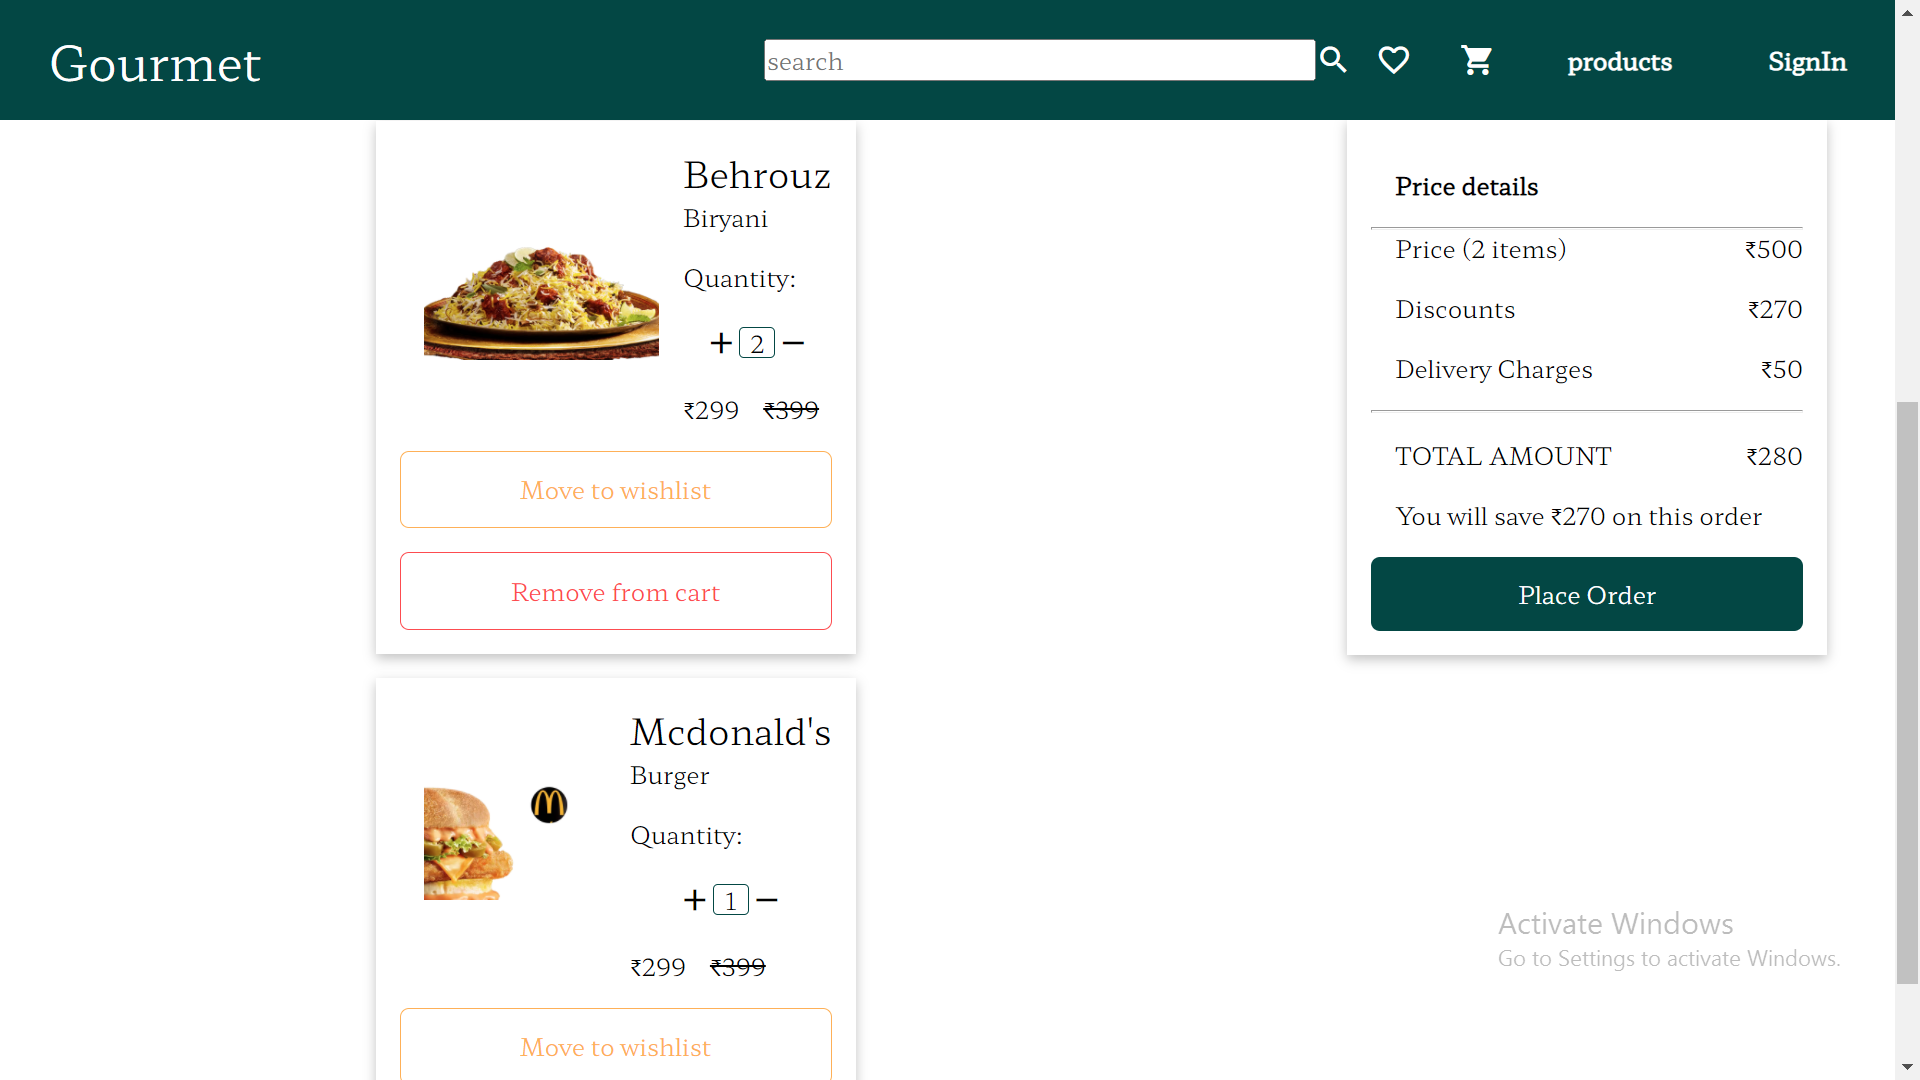 Gourmet
search
products
SignIn
Behrouz
Biryani
Quantity:
+ 2 −
₹299 ₹399
Move to wishlist
Remove from cart
Mcdonald's
Burger
Quantity:
+ 1 −
₹299 ₹399
Move to wishlist
Price details
Price (2 items) ₹500
Discounts ₹270
Delivery Charges ₹50
TOTAL AMOUNT ₹280
You will save ₹270 on this order
Place Order
Activate Windows
Go to Settings to activate Windows.